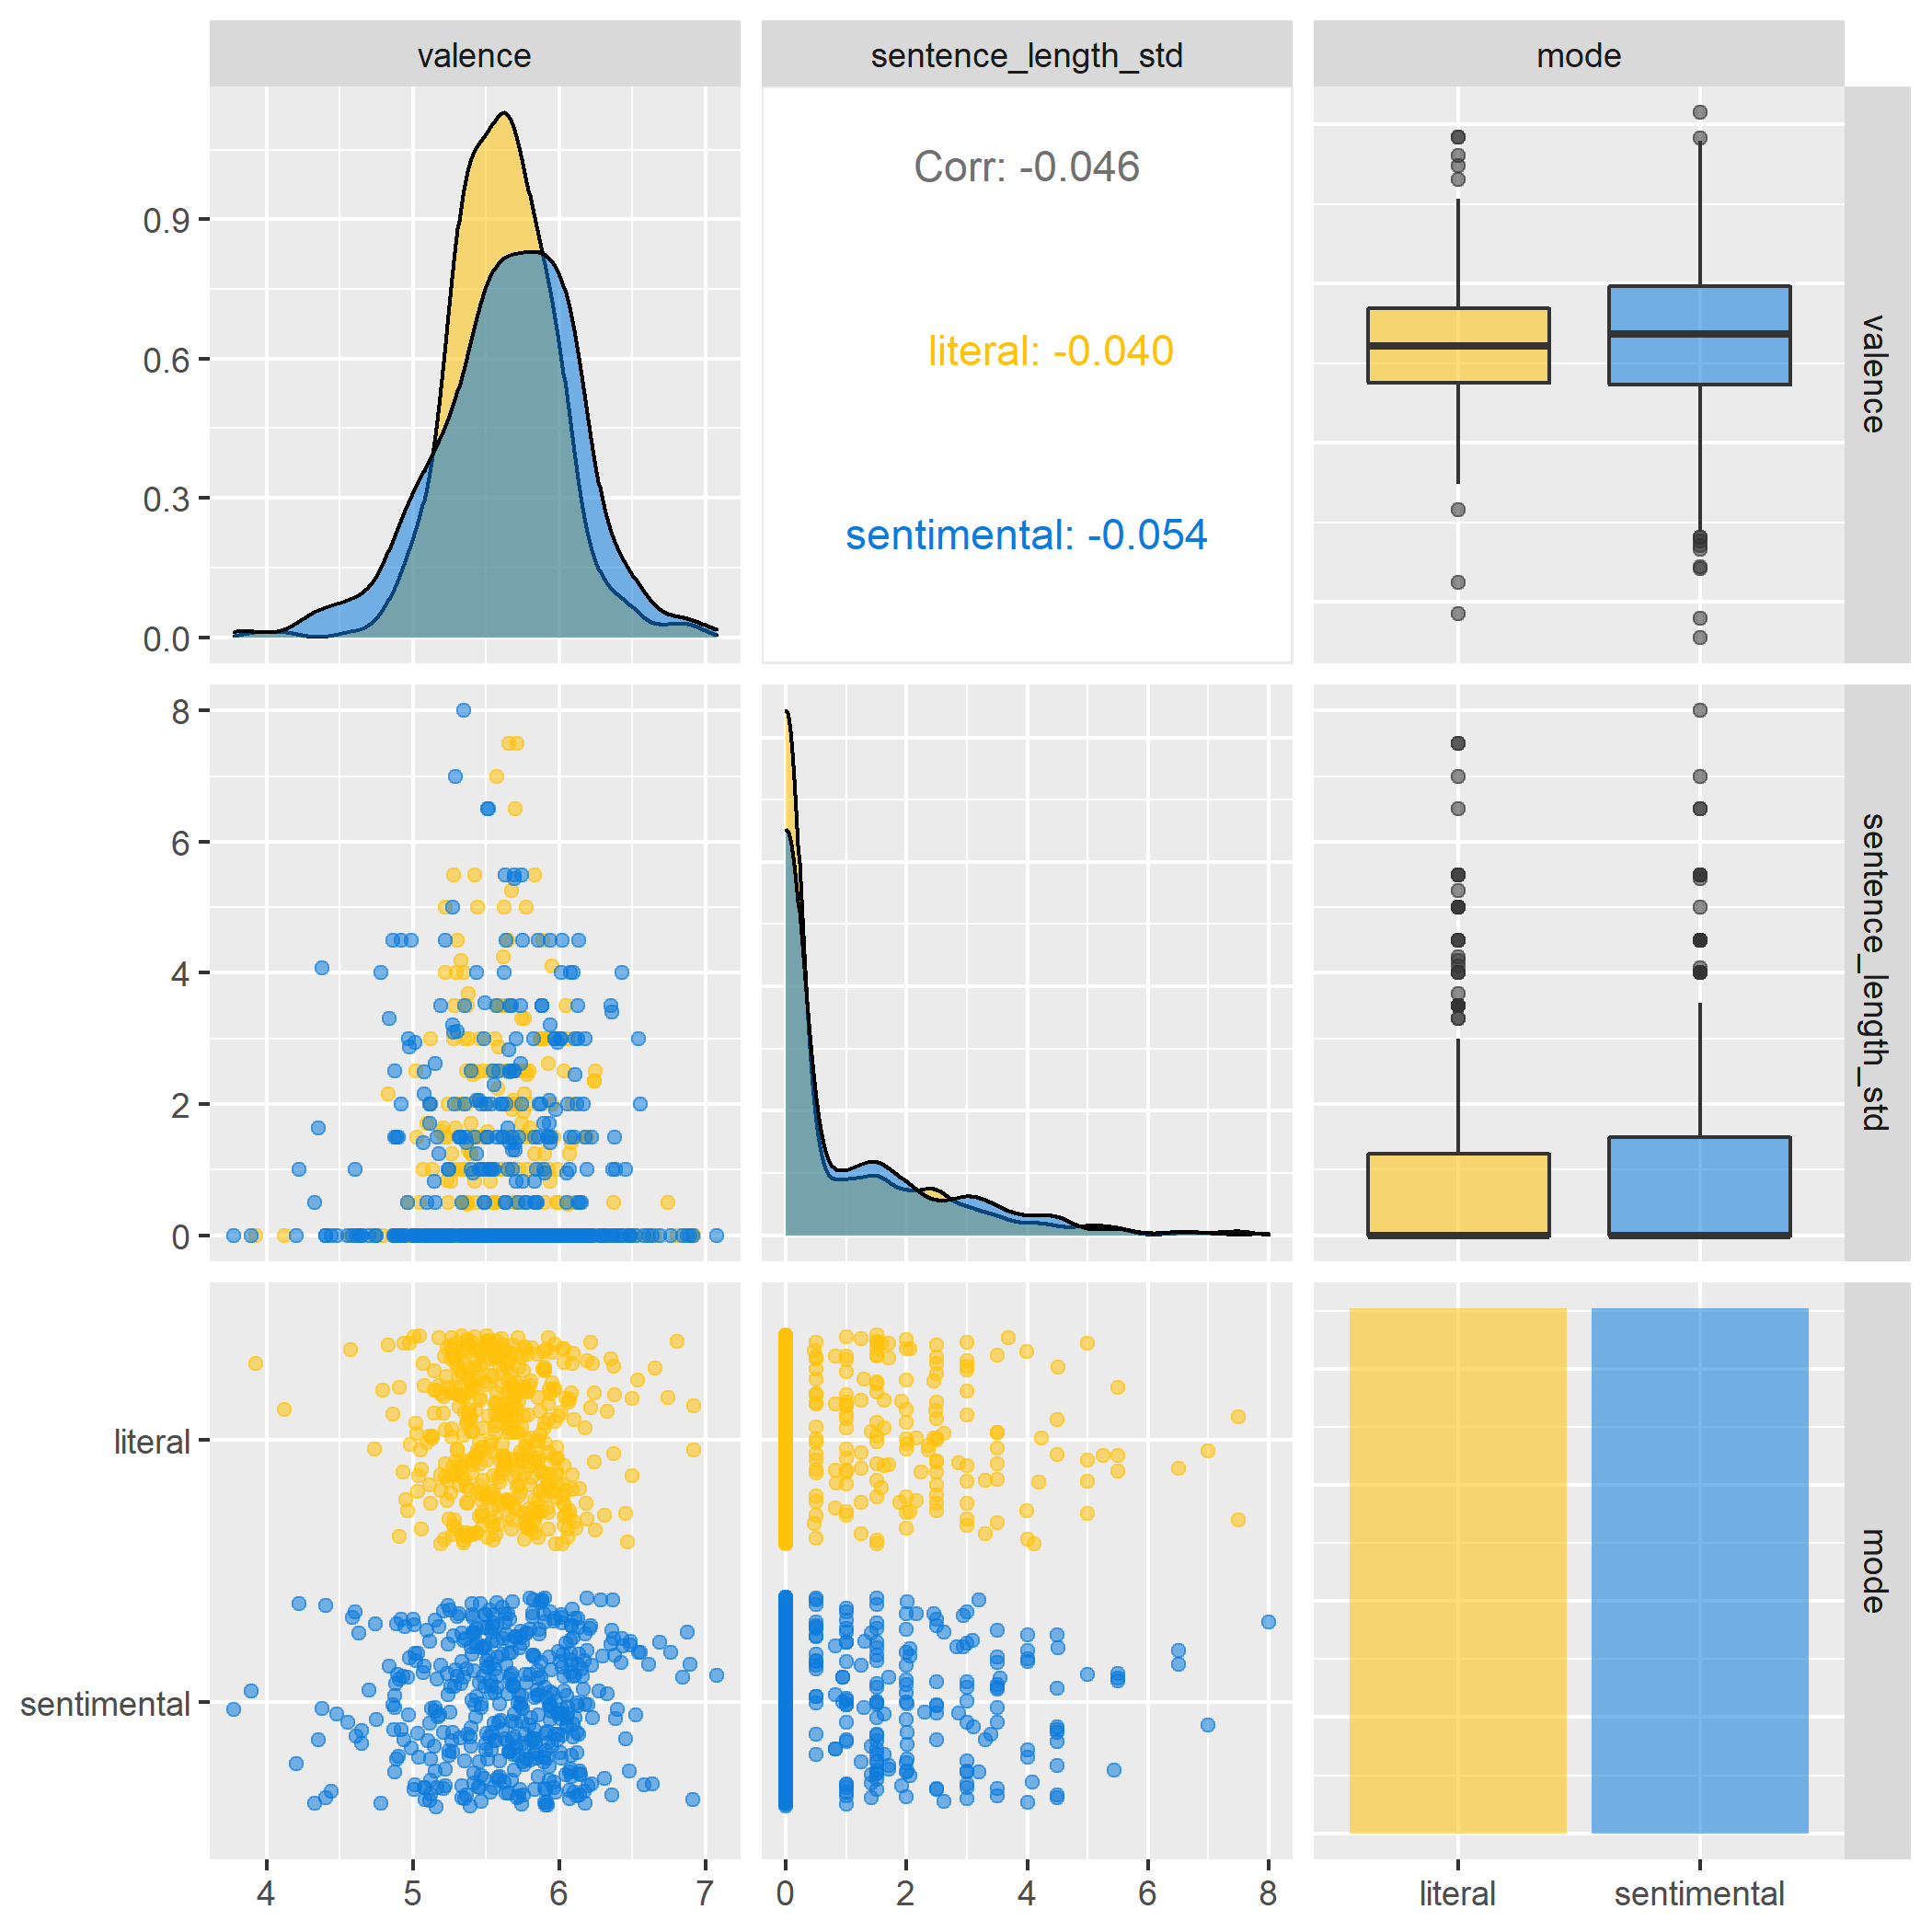 valence sentence_length_std mode
0.9
0.6
0.3
0.0
Corr: -0.046
literal: -0.040
sentimental: -0.054
valence
8
6
4
2
0
sentence_length_std
literal
sentimental
mode
4 5 6 7
0 2 4 6 8
literal sentimental